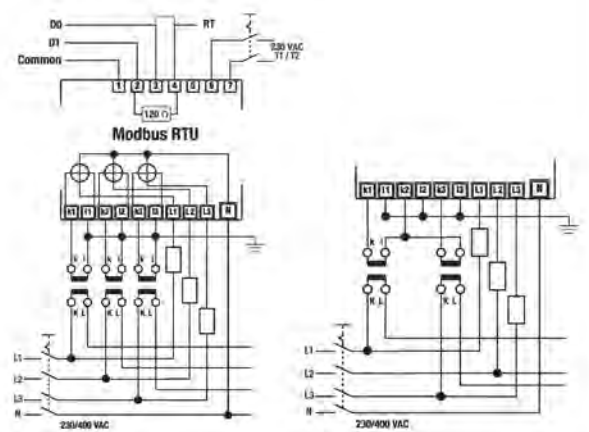 D0
RT
D1
230 VAC
T1 / T2
Common
1 2 3 4 5 6 7
120 Ω
Modbus RTU
k1 l1 k2 l2 k3 l3 L1 L2 L3 N
k l k l k l
K L K L K L
L1
L2
L3
N
230/400 VAC
k1 l1 k2 l2 k3 l3 L1 L2 L3 N
k l k l
K L K L
L1
L2
L3
N
230/400 VAC